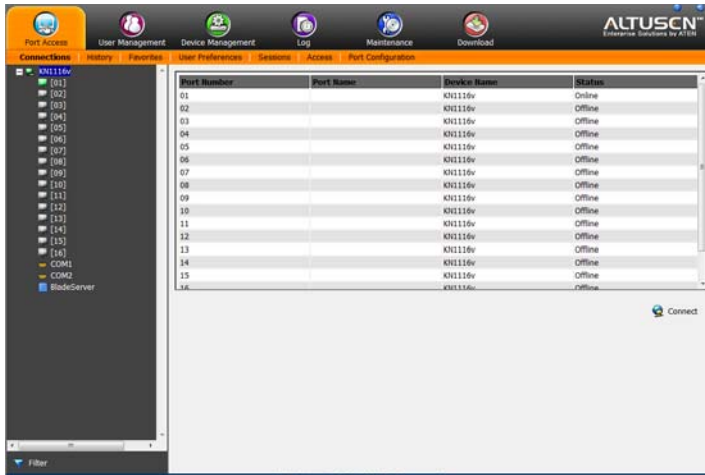 Port Access User Management Device Management Log Maintenance Download
ALTUSCN™
Enterprise Solutions by ATEN
Connections History Favorites User Preferences Sessions Access Port Configuration
KN1116v
[01]
[02]
[03]
[04]
[05]
[06]
[07]
[08]
[09]
[10]
[11]
[12]
[13]
[14]
[15]
[16]
COM1
COM2
BladeServer
Filter
Port Number Port Name Device Name Status
01 KN1116v Online
02 KN1116v Offline
03 KN1116v Offline
04 KN1116v Offline
05 KN1116v Offline
06 KN1116v Offline
07 KN1116v Offline
08 KN1116v Offline
09 KN1116v Offline
10 KN1116v Offline
11 KN1116v Offline
12 KN1116v Offline
13 KN1116v Offline
14 KN1116v Offline
15 KN1116v Offline
16 KN1116v Offline
Connect